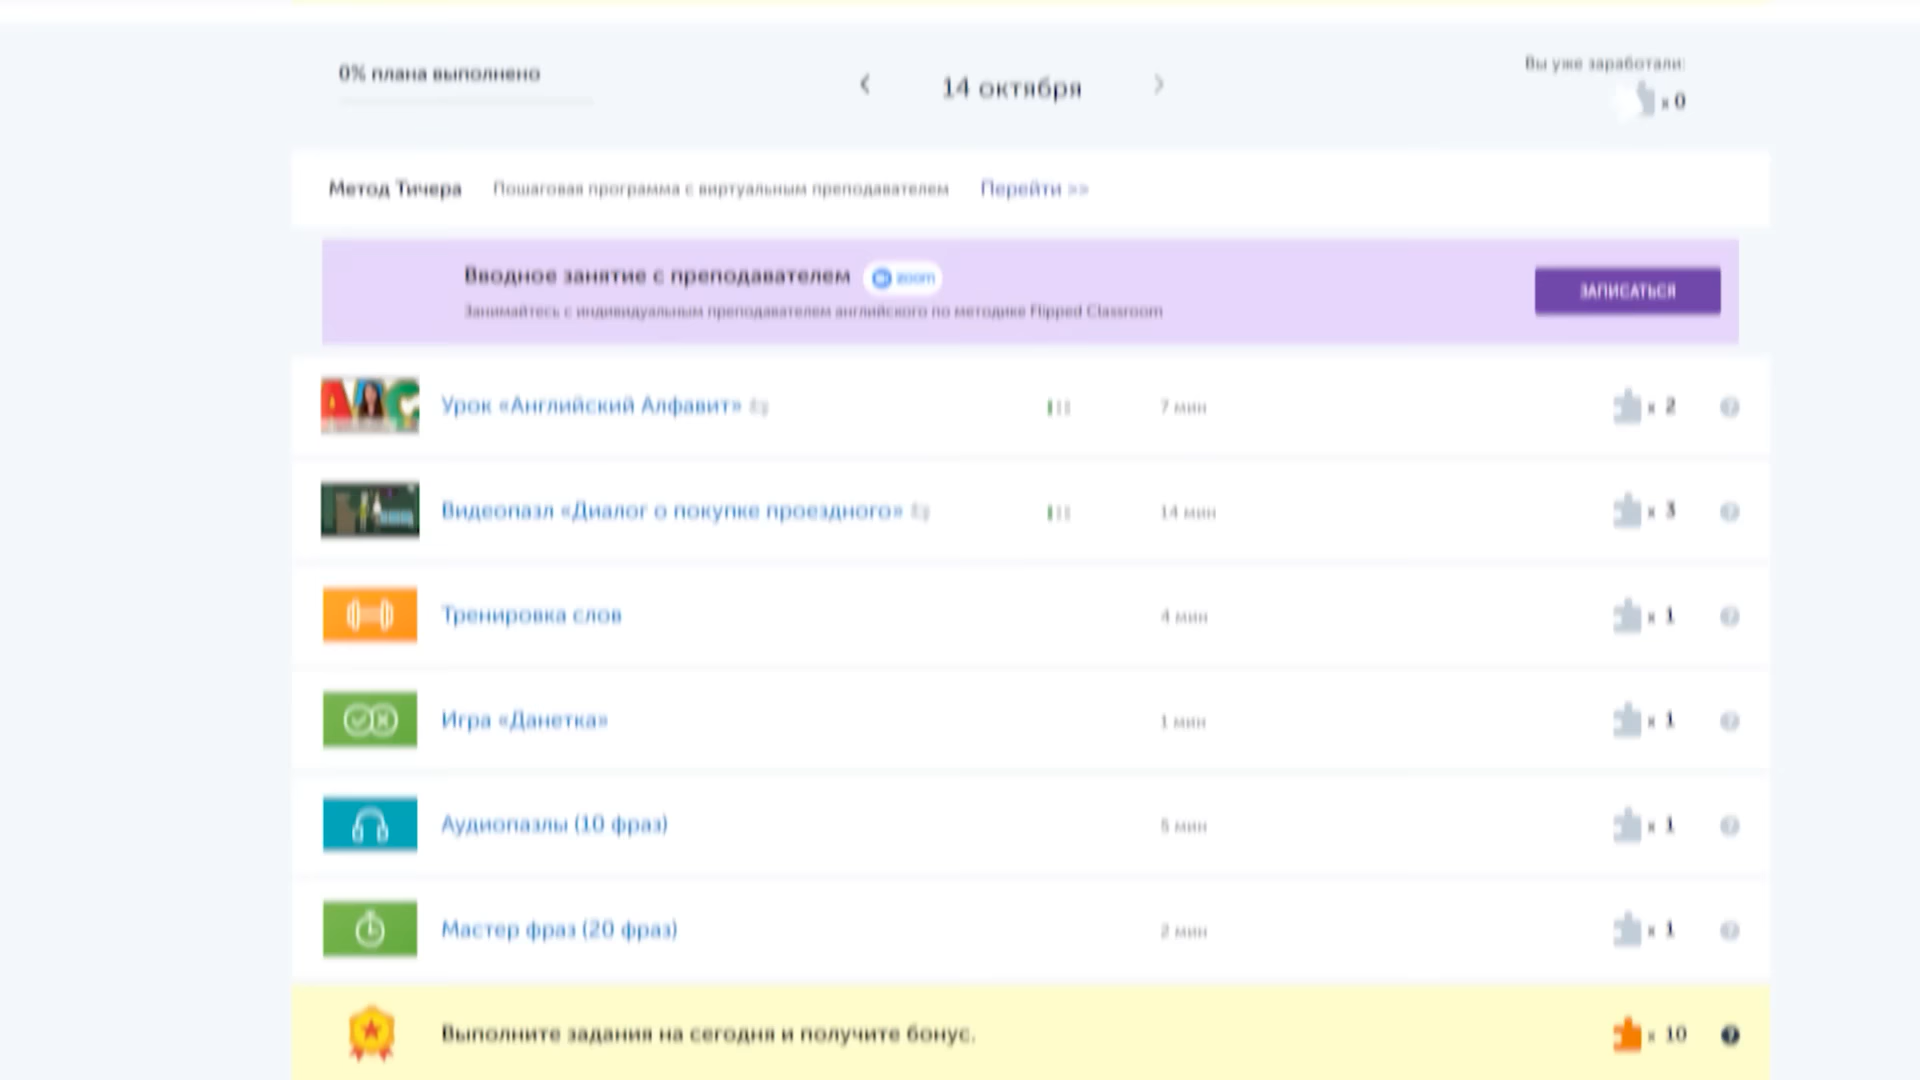 0% плана выполнено
14 октября
Вы уже заработали:
x 0
Метод Тичера Пошаговая программа с виртуальным преподавателем Перейти >>
Вводное занятие с преподавателем zoom
Занимайтесь с индивидуальным преподавателем английского по методике Flipped Classroom
ЗАПИСАТЬСЯ
ABC
Урок «Английский Алфавит» 7 мин x 2
Видеопазл «Диалог о покупке проездного» 14 мин x 3
Тренировка слов 4 мин x 1
Игра «Данетка» 1 мин x 1
Аудиопазлы (10 фраз) 5 мин x 1
Мастер фраз (20 фраз) 2 мин x 1
Выполните задания на сегодня и получите бонус. x 10 ?